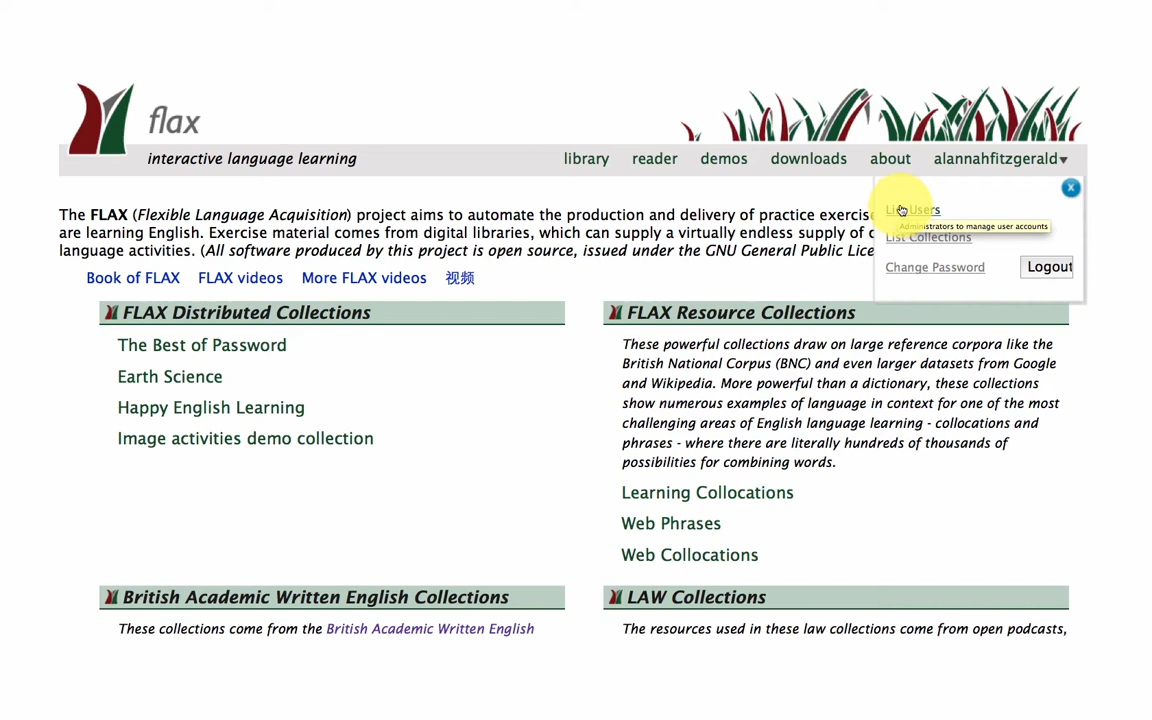 flax
interactive language learning
library reader demos downloads about alannahfitzgerald
The FLAX (Flexible Language Acquisition) project aims to automate the production and delivery of practice exercise
are learning English. Exercise material comes from digital libraries, which can supply a virtually endless supply of
language activities. (All software produced by this project is open source, issued under the GNU General Public Lice
Users
Administrators to manage user accounts
List Collections
Change Password Logout
Book of FLAX FLAX videos More FLAX videos 视频
FLAX Distributed Collections
The Best of Password
Earth Science
Happy English Learning
Image activities demo collection
FLAX Resource Collections
These powerful collections draw on large reference corpora like the
British National Corpus (BNC) and even larger datasets from Google
and Wikipedia. More powerful than a dictionary, these collections
show numerous examples of language in context for one of the most
challenging areas of English language learning - collocations and
phrases - where there are literally hundreds of thousands of
possibilities for combining words.
Learning Collocations
Web Phrases
Web Collocations
British Academic Written English Collections
These collections come from the British Academic Written English
LAW Collections
The resources used in these law collections come from open podcasts,